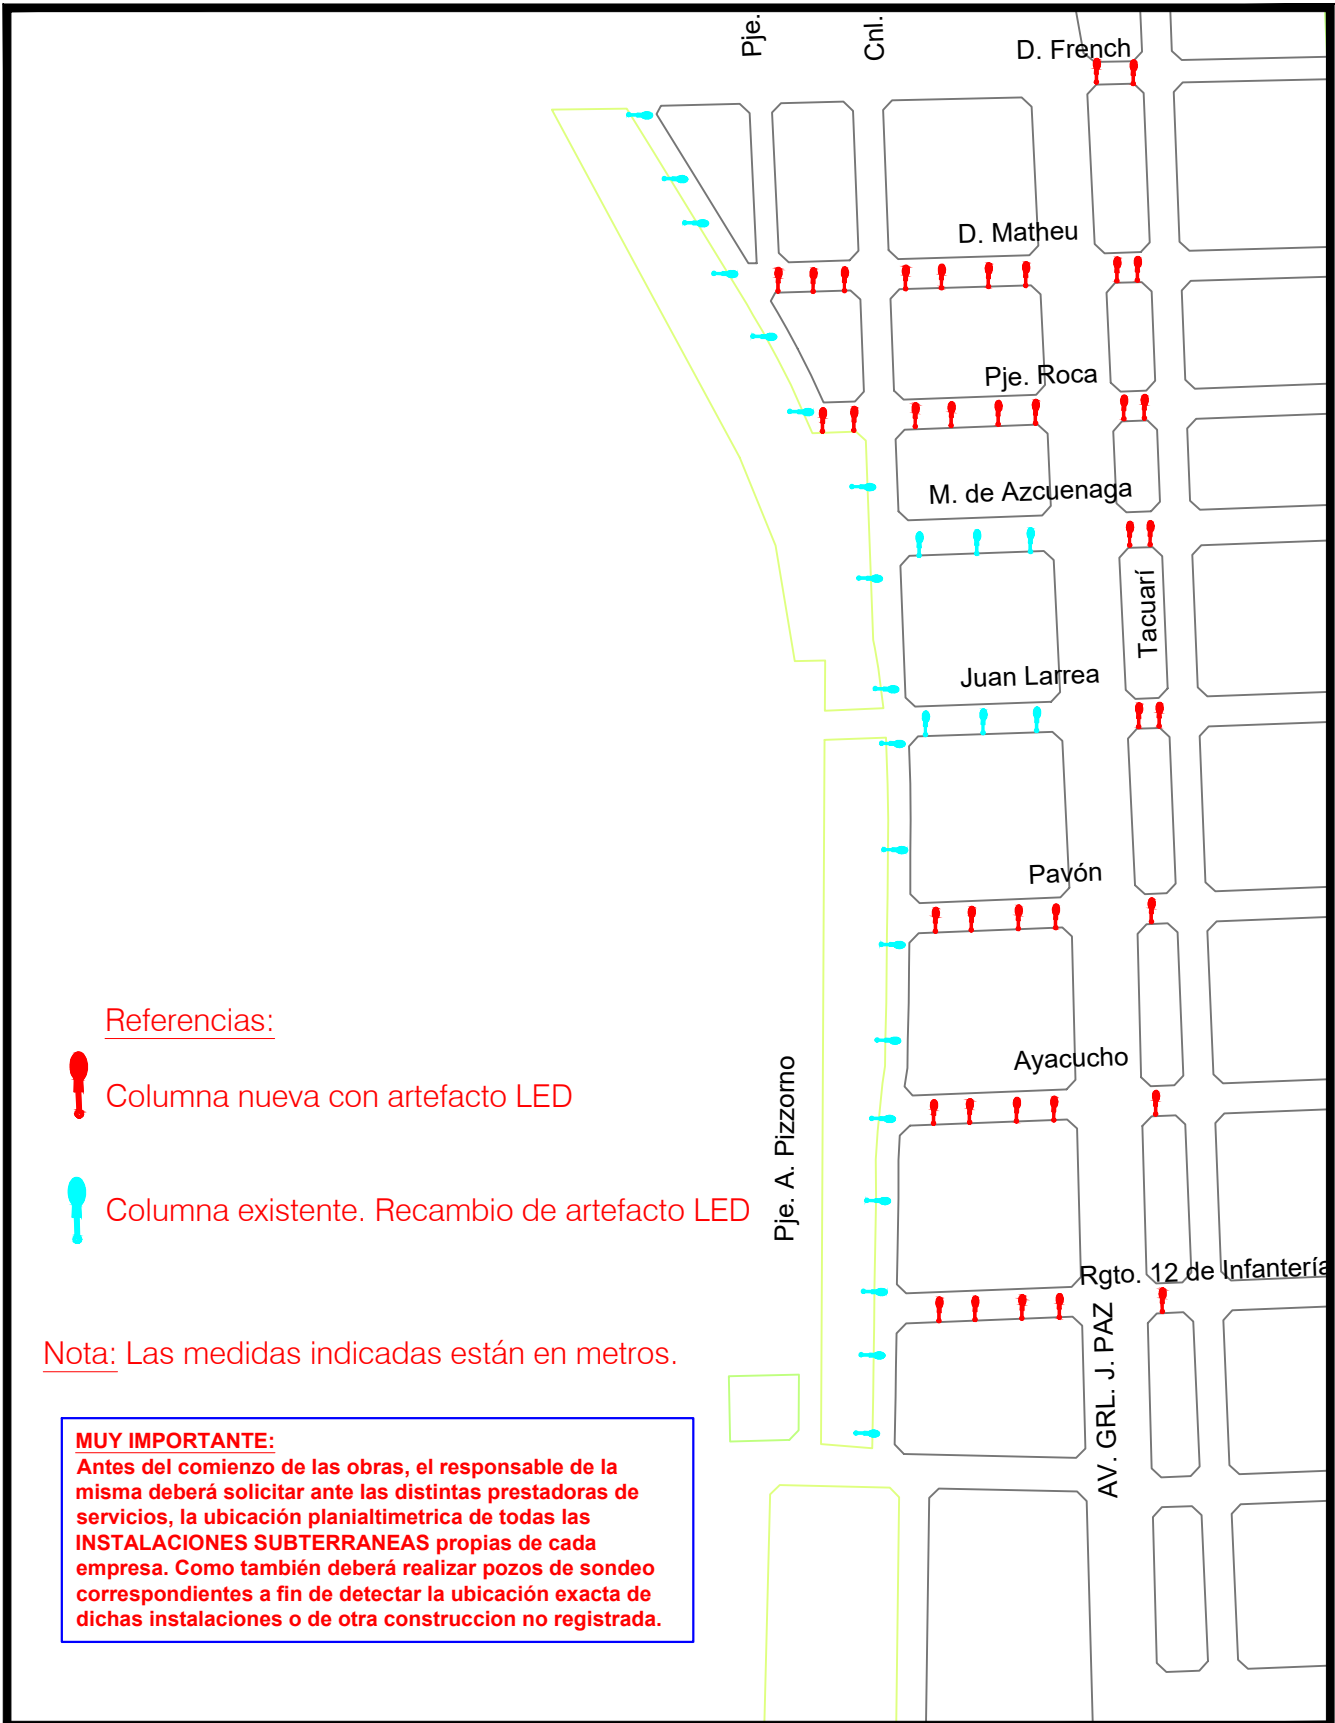 Pje.
Cnl.
D. French
D. Matheu
Pje. Roca
M. de Azcuenaga
Tacuarí
Juan Larrea
Pavón
Ayacucho
Pje. A. Pizzorno
Rgto. 12 de Infantería
AV. GRL. J. PAZ
Referencias:
Columna nueva con artefacto LED
Columna existente. Recambio de artefacto LED
Nota: Las medidas indicadas están en metros.
MUY IMPORTANTE:
Antes del comienzo de las obras, el responsable de la
misma deberá solicitar ante las distintas prestadoras de
servicios, la ubicación planialtimetrica de todas las
INSTALACIONES SUBTERRANEAS propias de cada
empresa. Como también deberá realizar pozos de sondeo
correspondientes a fin de detectar la ubicación exacta de
dichas instalaciones o de otra construccion no registrada.